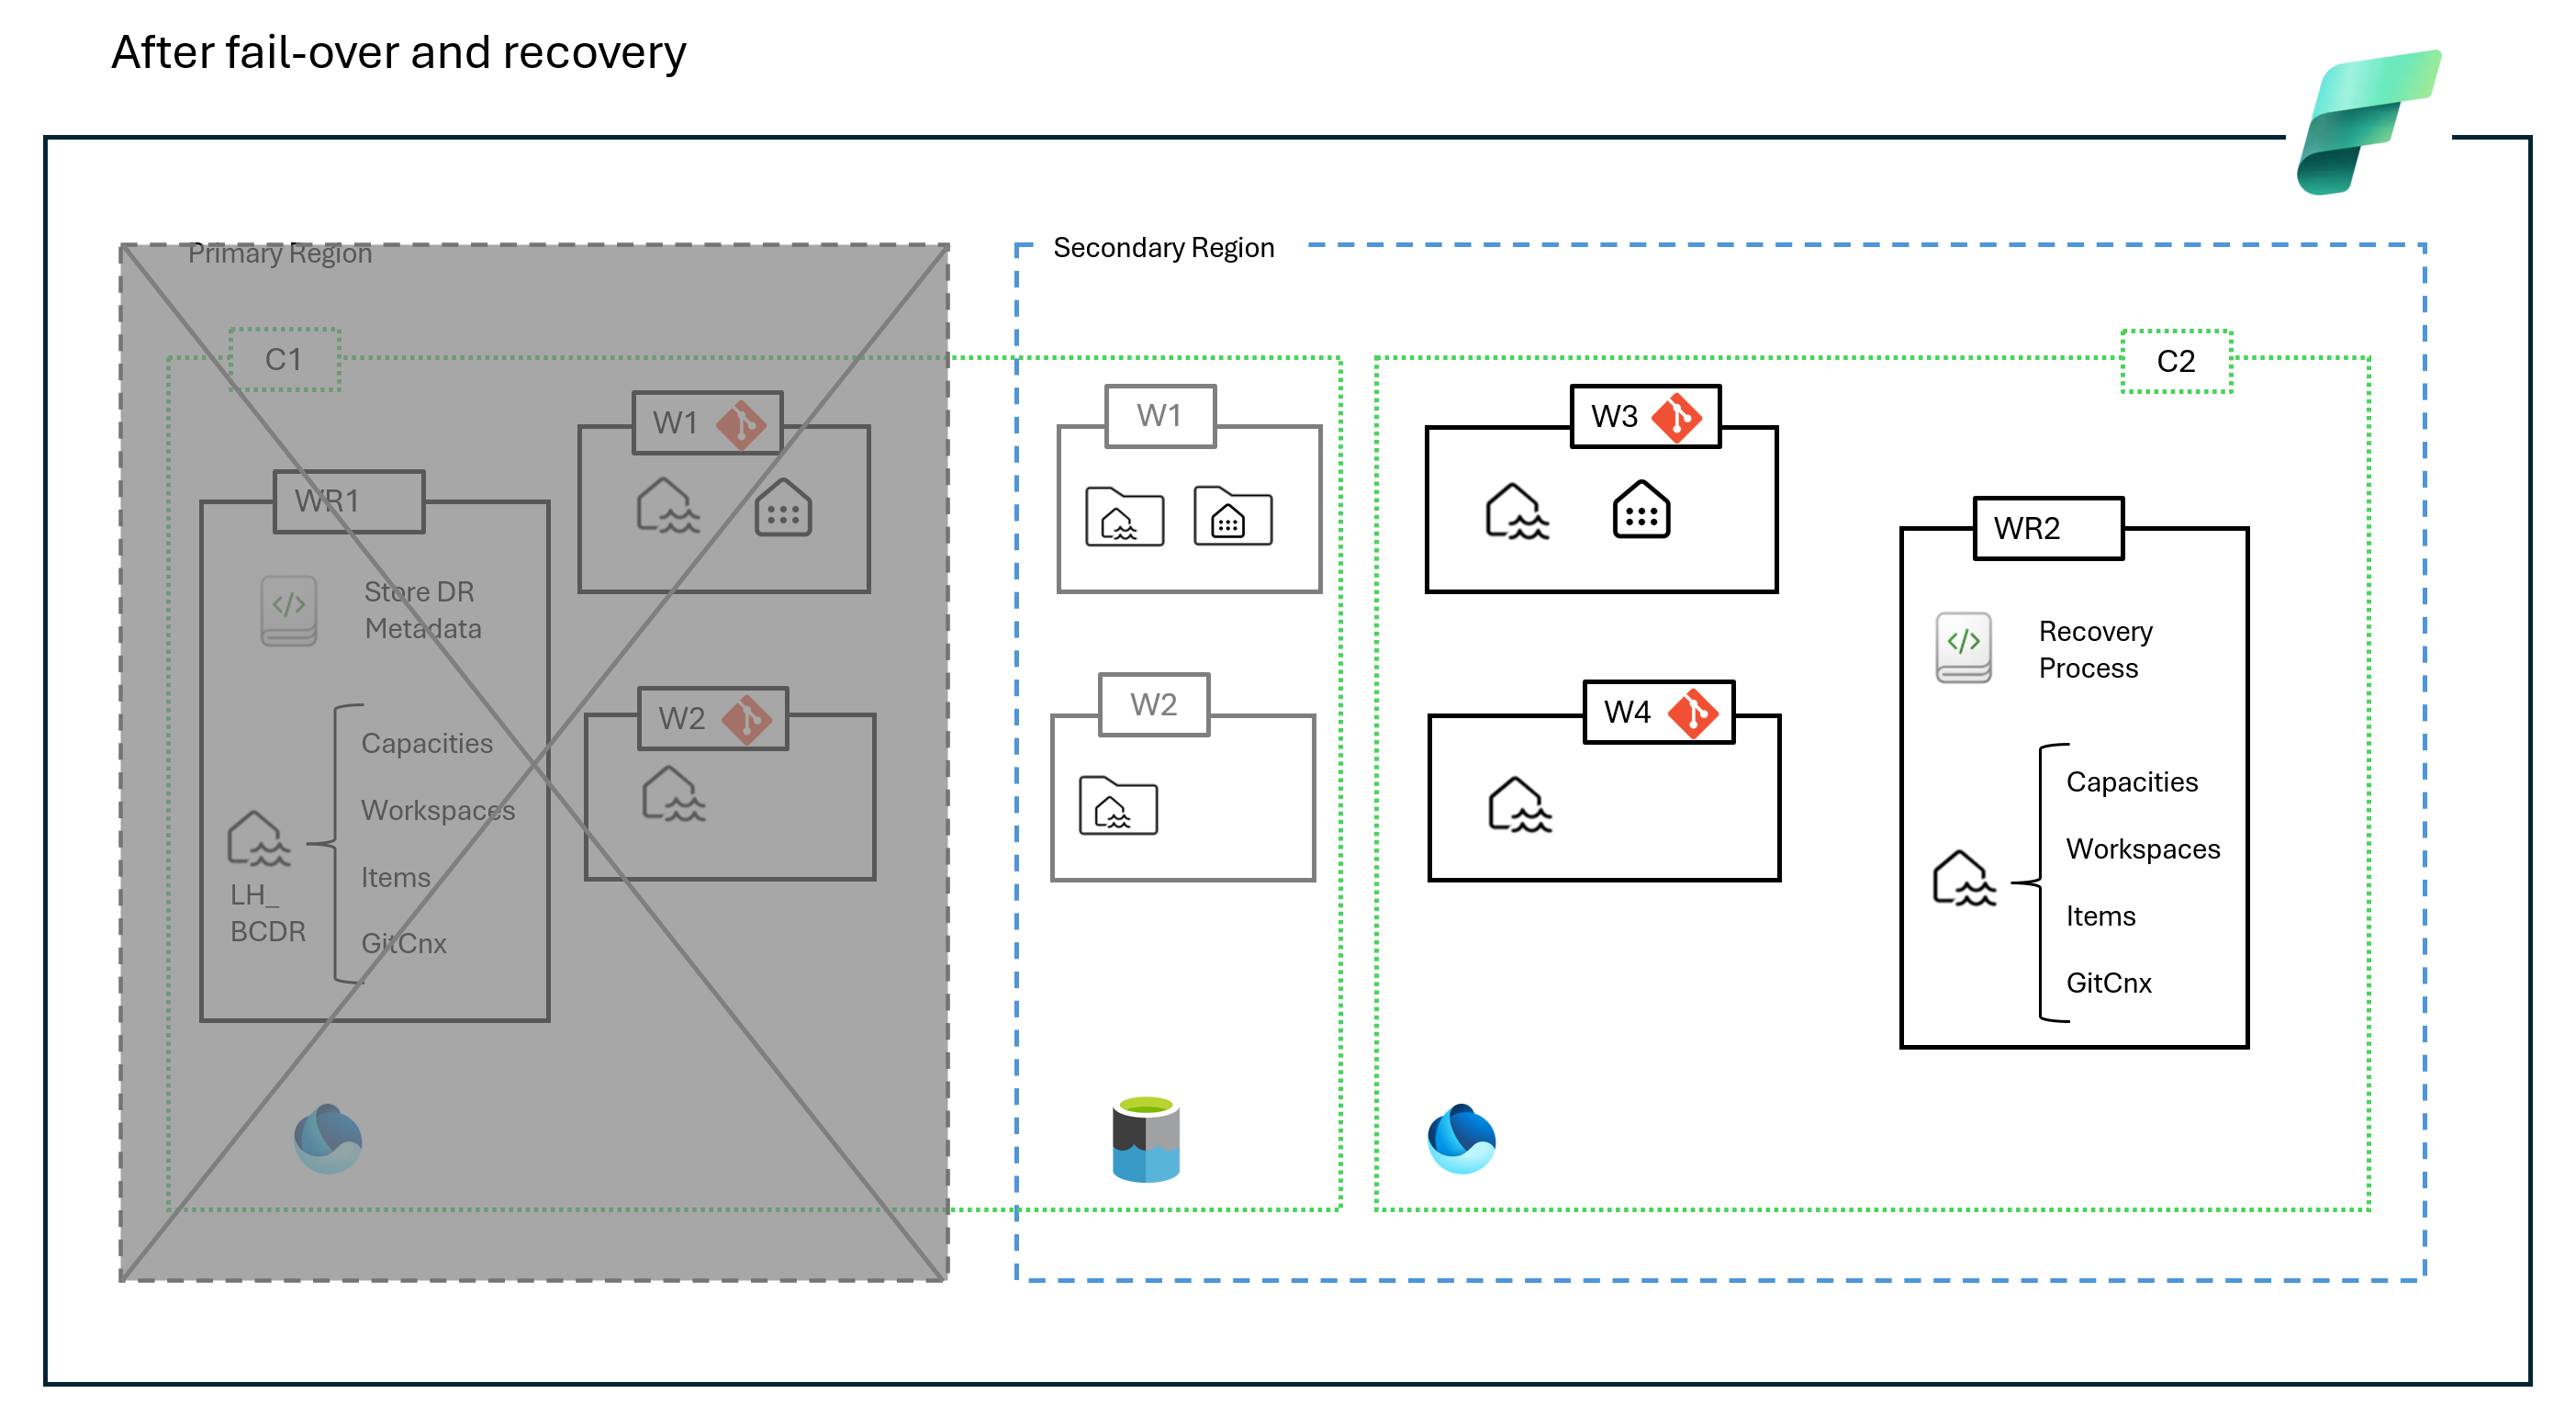 After fail-over and recovery
Primary Region
C1
WR1
Store DR
Metadata
Capacities
Workspaces
Items
GitCnx
LH_
BCDR
W1
W2
Secondary Region
W1
W2
C2
W3
W4
WR2
Recovery
Process
Capacities
Workspaces
Items
GitCnx